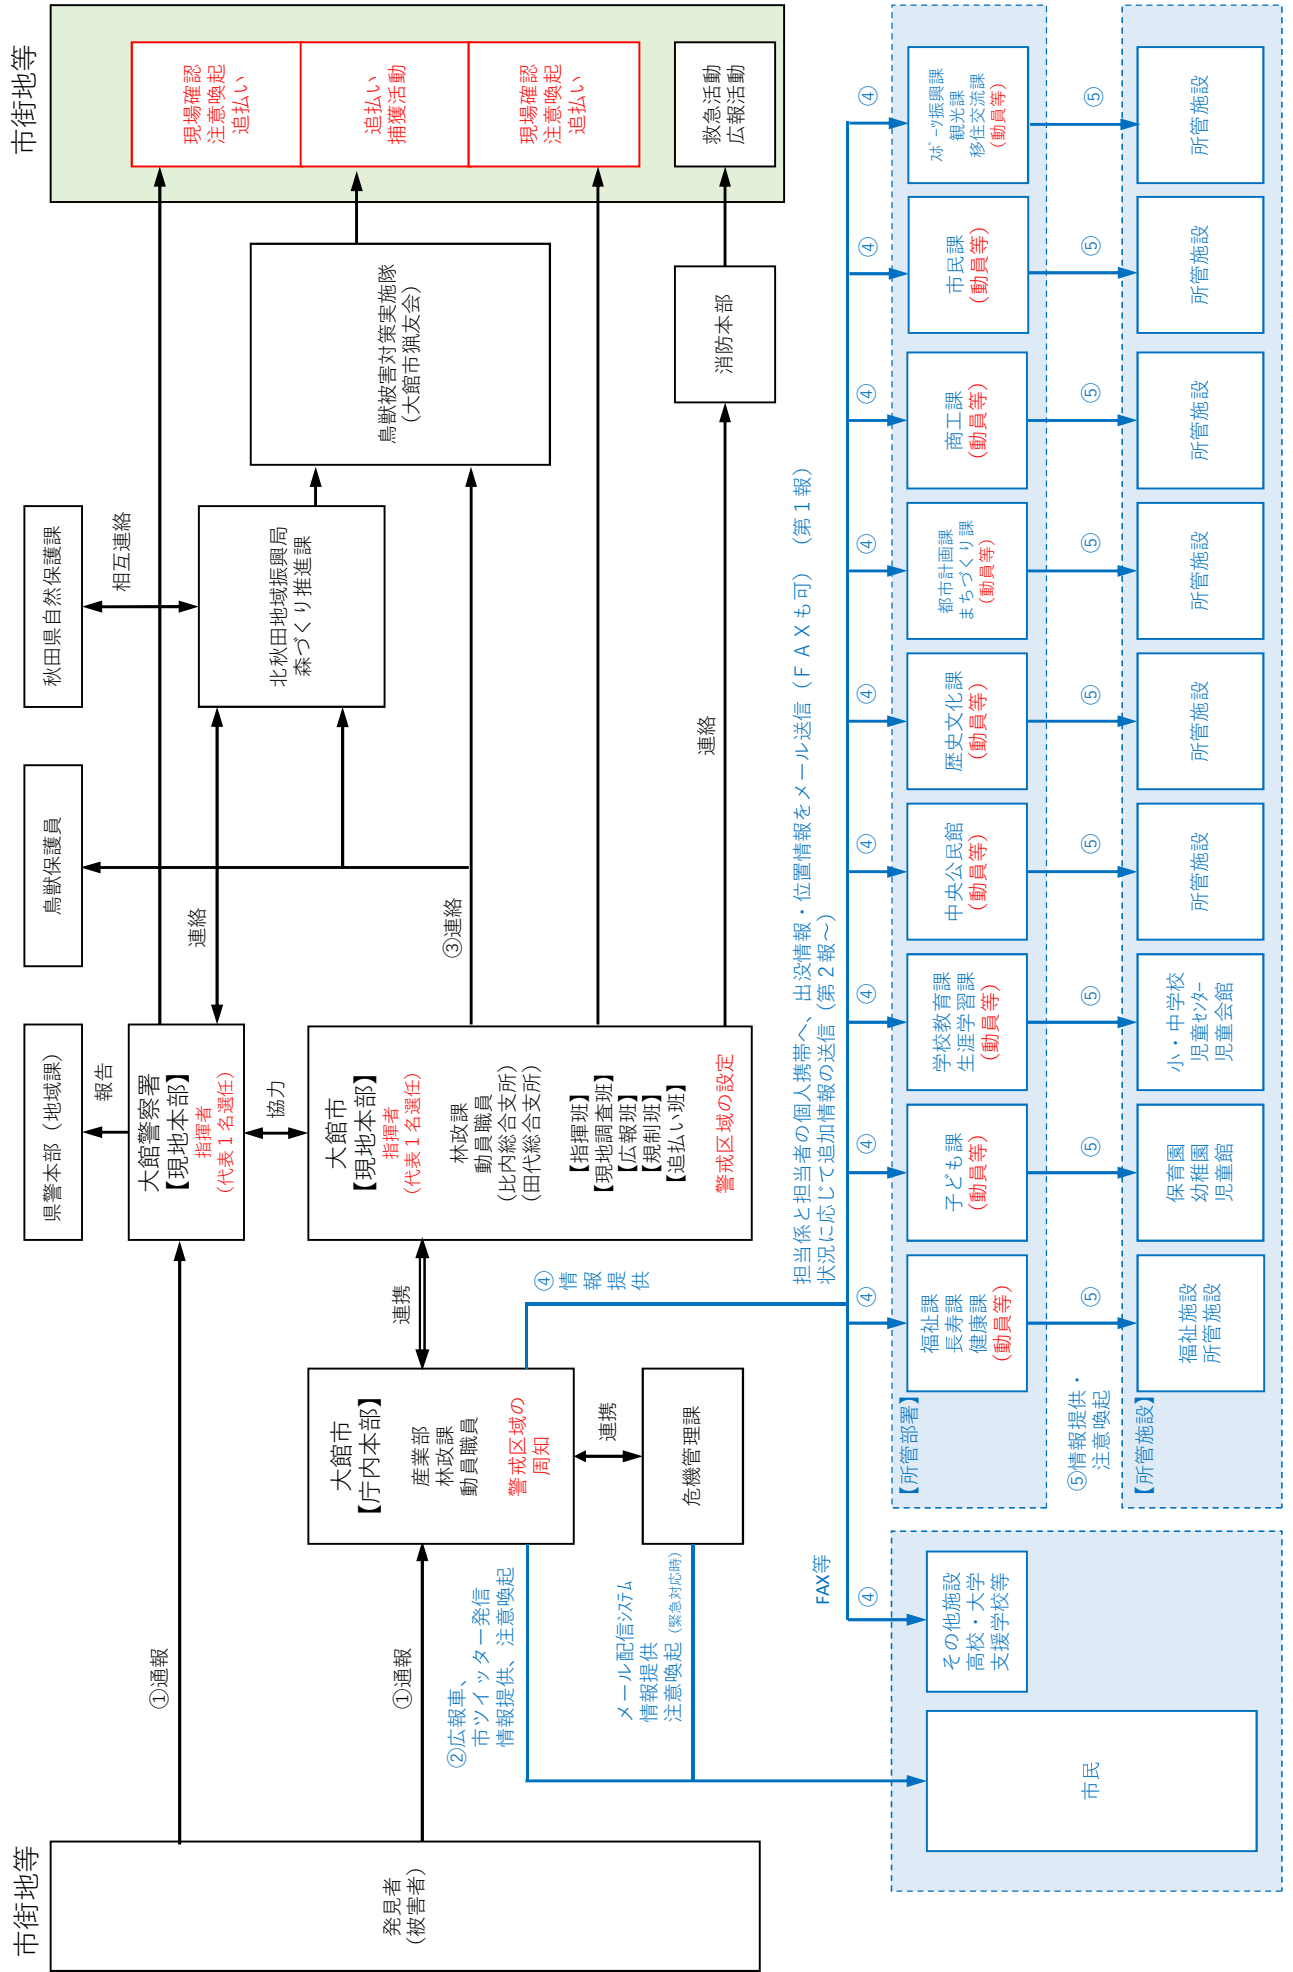 市街地等
発見者
(被害者)
①通報
①通報
②広報車、
市ツイッター発信
情報提供、注意喚起
メール配信ｼｽﾃﾑ
情報提供
注意喚起（緊急対応時）
県警本部（地域課）
報告
大館警察署
【現地本部】
指揮者
（代表１名選任）
協力
大館市
【現地本部】
指揮者
（代表１名選任）
林政課
動員職員
(比内総合支所)
(田代総合支所)
【指揮班】
【現地調査班】
【広報班】
【規制班】
【追払い班】
警戒区域の設定
連携
大館市
【庁内本部】
産業部
林政課
動員職員
警戒区域の
周知
連携
危機管理課
④情報提供
鳥獣保護員
秋田県自然保護課
相互連絡
連絡
③連絡
連絡
北秋田地域振興局
森づくり推進課
鳥獣被害対策実施隊
（大館市猟友会）
消防本部
市街地等
現場確認
注意喚起
追払い
追払い
捕獲活動
現場確認
注意喚起
追払い
救急活動
広報活動
担当係と担当者の個人携帯へ、出没情報・位置情報をメール送信（ＦＡＸも可）（第１報）
状況に応じて追加情報の送信（第２報～）
FAX等
④
④
④
④
④
④
④
④
④
④
【所管部署】
福祉課
長寿課
健康課
（動員等）
子ども課
（動員等）
学校教育課
生涯学習課
（動員等）
中央公民館
（動員等）
歴史文化課
（動員等）
都市計画課
まちづくり課
（動員等）
商工課
（動員等）
市民課
（動員等）
ｽﾎﾟｰﾂ振興課
観光課
移住交流課
（動員等）
⑤情報提供・
注意喚起
⑤
⑤
⑤
⑤
⑤
⑤
⑤
⑤
⑤
【所管施設】
福祉施設
所管施設
保育園
幼稚園
児童館
小・中学校
児童ｾﾝﾀｰ
児童会館
所管施設
所管施設
所管施設
所管施設
所管施設
所管施設
その他施設
高校・大学
支援学校等
市民